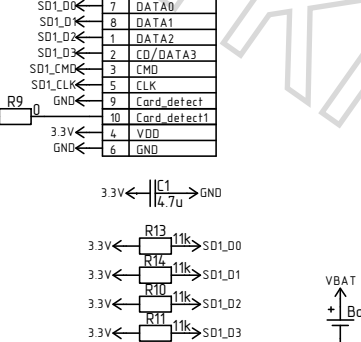 SD1_D0 7 DATA0
SD1_D1 8 DATA1
SD1_D2 1 DATA2
SD1_D3 2 CD/DATA3
SD1_CMD 3 CMD
SD1_CLK 5 CLK
GND 9 Card_detect
R9 0 10 Card_detect1
3.3V 4 VDD
GND 6 GND
3.3V C1 4.7u GND
3.3V R13 11k SD1_D0
3.3V R14 11k SD1_D1
3.3V R10 11k SD1_D2
3.3V R11 11k SD1_D3
VBAT
+